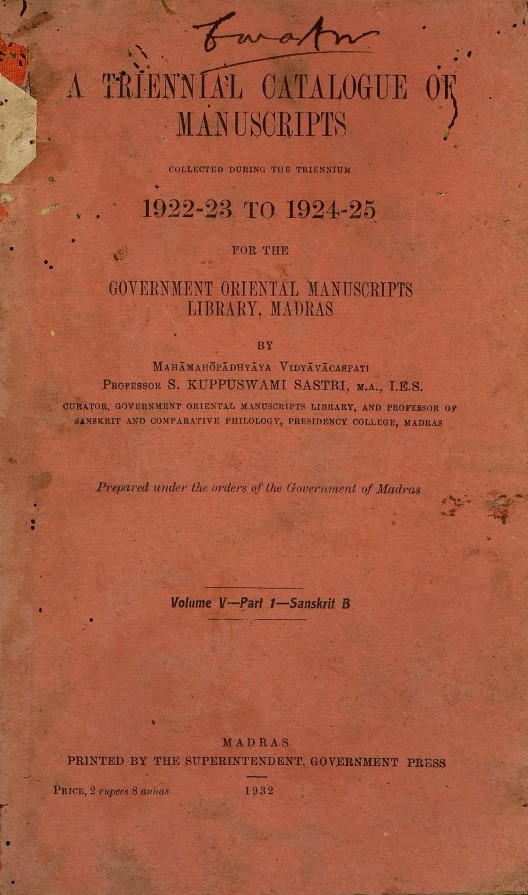 A TRIENNIAL CATALOGUE OF
MANUSCRIPTS
COLLECTED DURING THE TRIENNIUM
1922-23 TO 1924-25
FOR THE
GOVERNMENT ORIENTAL MANUSCRIPTS
LIBRARY, MADRAS
BY
MAHĀMAHŌPĀDHYĀYA VIDYĀVĀCASPATI
PROFESSOR S. KUPPUSWAMI SASTRI, M.A., I.E.S.
CURATOR, GOVERNMENT ORIENTAL MANUSCRIPTS LIBRARY, AND PROFESSOR OF
SANSKRIT AND COMPARATIVE PHILOLOGY, PRESIDENCY COLLEGE, MADRAS
Prepared under the orders of the Government of Madras
Volume V—Part 1—Sanskrit B
MADRAS
PRINTED BY THE SUPERINTENDENT, GOVERNMENT PRESS
PRICE, 2 rupees 8 annas
1932